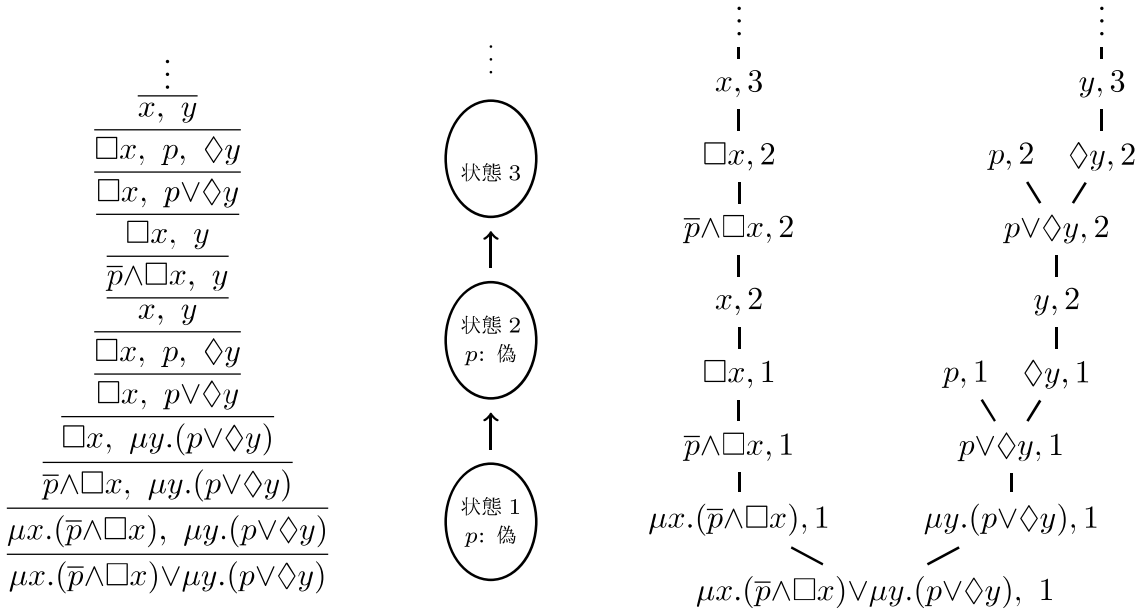 ⋮
x, y
□x, p, ◇y
□x, p∨◇y
□x, y
p̅∧□x, y
x, y
□x, p, ◇y
□x, p∨◇y
□x, μy.(p∨◇y)
p̅∧□x, μy.(p∨◇y)
μx.(p̅∧□x), μy.(p∨◇y)
μx.(p̅∧□x)∨μy.(p∨◇y)
⋮
状態 3
状態 2
p: 偽
状態 1
p: 偽
⋮
x, 3
□x, 2
p̅∧□x, 2
x, 2
□x, 1
p̅∧□x, 1
μx.(p̅∧□x), 1
⋮
y, 3
p, 2 ◇y, 2
p∨◇y, 2
y, 2
p, 1 ◇y, 1
p∨◇y, 1
μy.(p∨◇y), 1
μx.(p̅∧□x)∨μy.(p∨◇y), 1